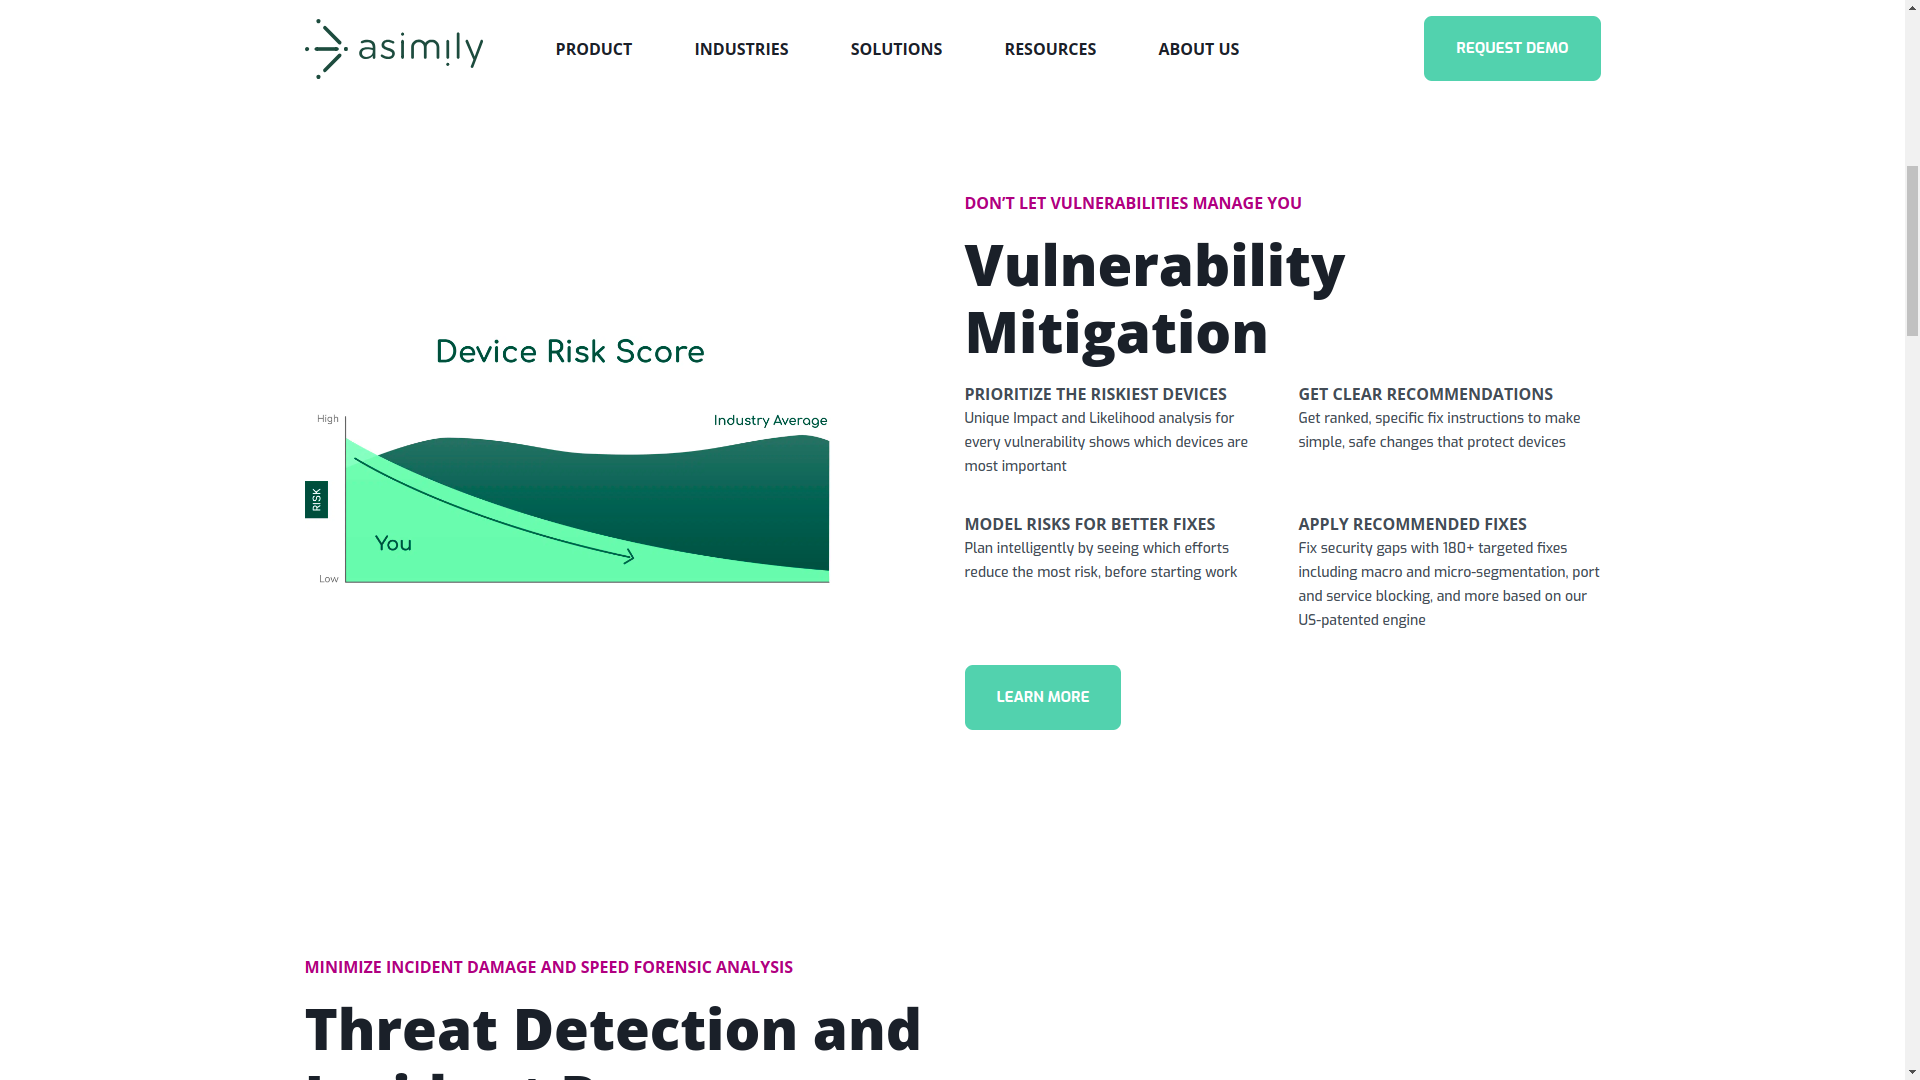 asimily
PRODUCT
INDUSTRIES
SOLUTIONS
RESOURCES
ABOUT US
REQUEST DEMO
Device Risk Score
High
Industry Average
RISK
You
Low
DON’T LET VULNERABILITIES MANAGE YOU
Vulnerability
Mitigation
PRIORITIZE THE RISKIEST DEVICES
Unique Impact and Likelihood analysis for
every vulnerability shows which devices are
most important
GET CLEAR RECOMMENDATIONS
Get ranked, specific fix instructions to make
simple, safe changes that protect devices
MODEL RISKS FOR BETTER FIXES
Plan intelligently by seeing which efforts
reduce the most risk, before starting work
APPLY RECOMMENDED FIXES
Fix security gaps with 180+ targeted fixes
including macro and micro-segmentation, port
and service blocking, and more based on our
US-patented engine
LEARN MORE
MINIMIZE INCIDENT DAMAGE AND SPEED FORENSIC ANALYSIS
Threat Detection and